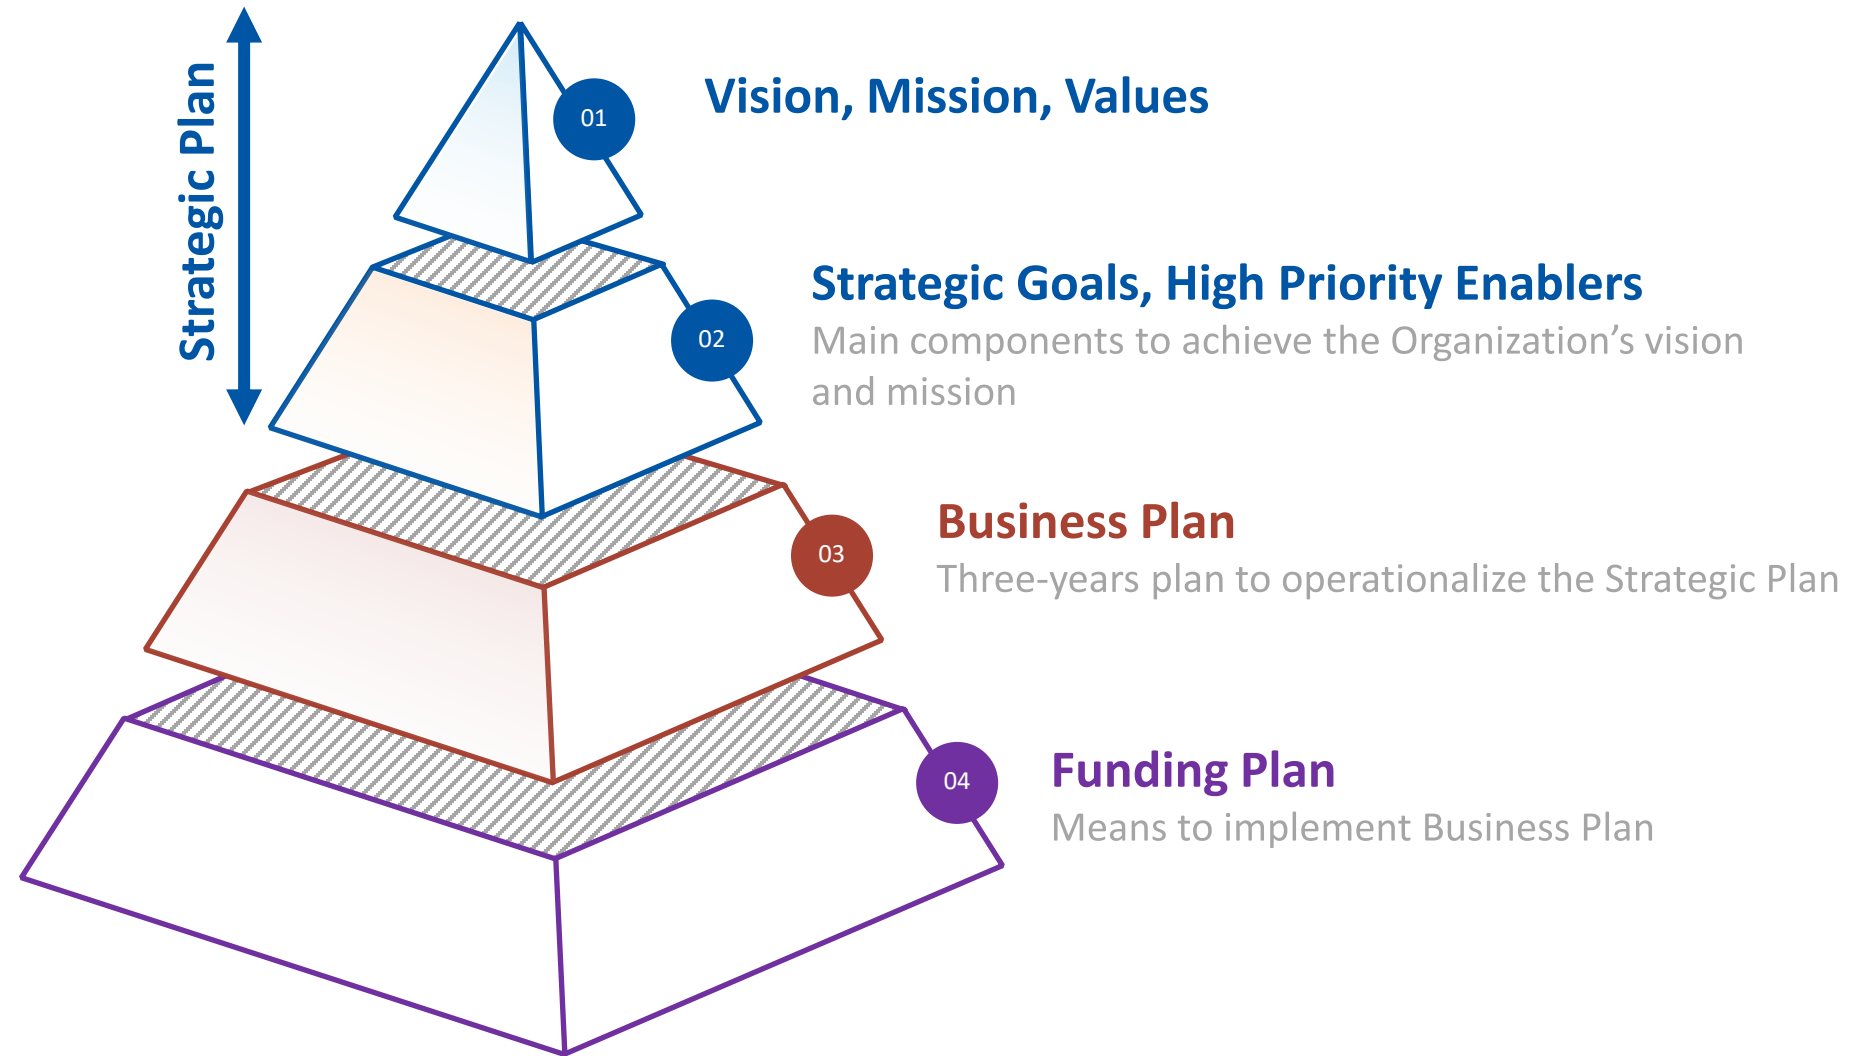 Strategic Plan
01
Vision, Mission, Values
02
Strategic Goals, High Priority Enablers
Main components to achieve the Organization’s vision
and mission
03
Business Plan
Three-years plan to operationalize the Strategic Plan
04
Funding Plan
Means to implement Business Plan